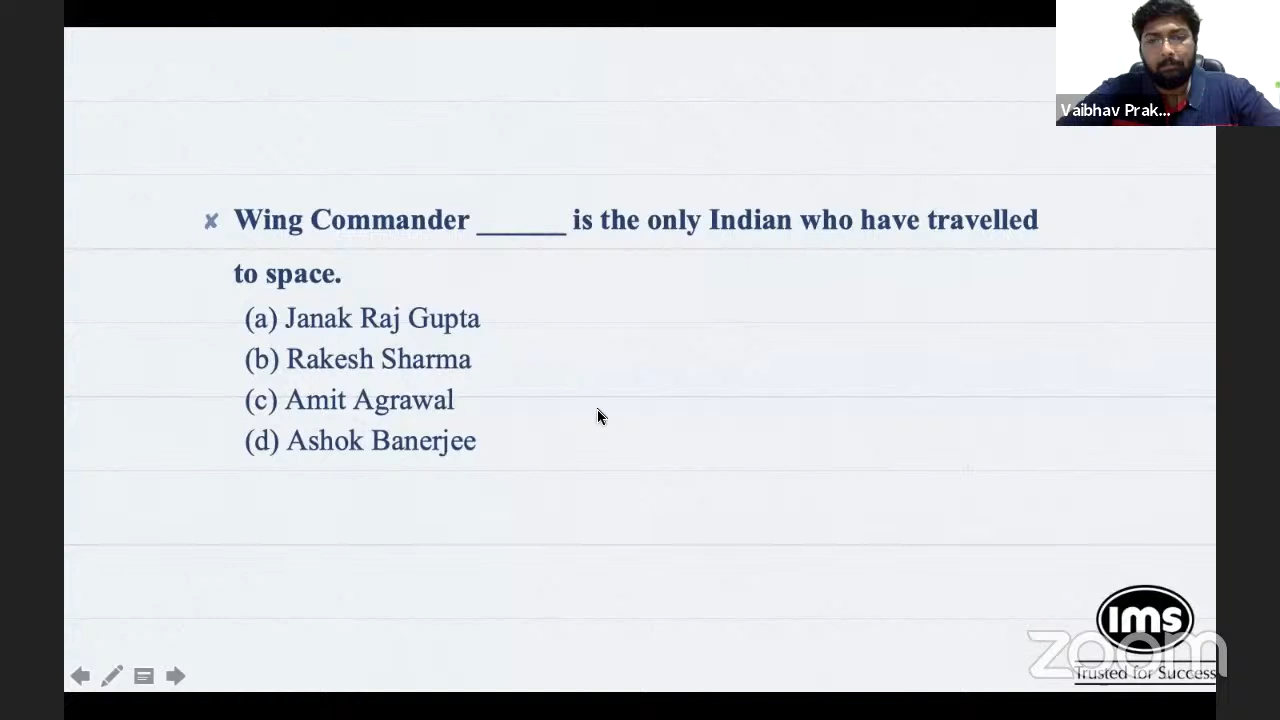 Vaibhav Prak...
✘ Wing Commander ______ is the only Indian who have travelled
to space.
(a) Janak Raj Gupta
(b) Rakesh Sharma
(c) Amit Agrawal
(d) Ashok Banerjee
ims
zoom
Trusted for Success